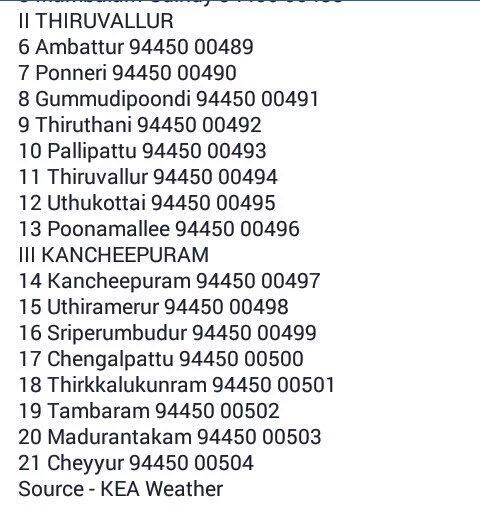 II THIRUVALLUR
6 Ambattur 94450 00489
7 Ponneri 94450 00490
8 Gummudipoondi 94450 00491
9 Thiruthani 94450 00492
10 Pallipattu 94450 00493
11 Thiruvallur 94450 00494
12 Uthukottai 94450 00495
13 Poonamallee 94450 00496
III KANCHEEPURAM
14 Kancheepuram 94450 00497
15 Uthiramerur 94450 00498
16 Sriperumbudur 94450 00499
17 Chengalpattu 94450 00500
18 Thirkkalukunram 94450 00501
19 Tambaram 94450 00502
20 Madurantakam 94450 00503
21 Cheyyur 94450 00504
Source - KEA Weather